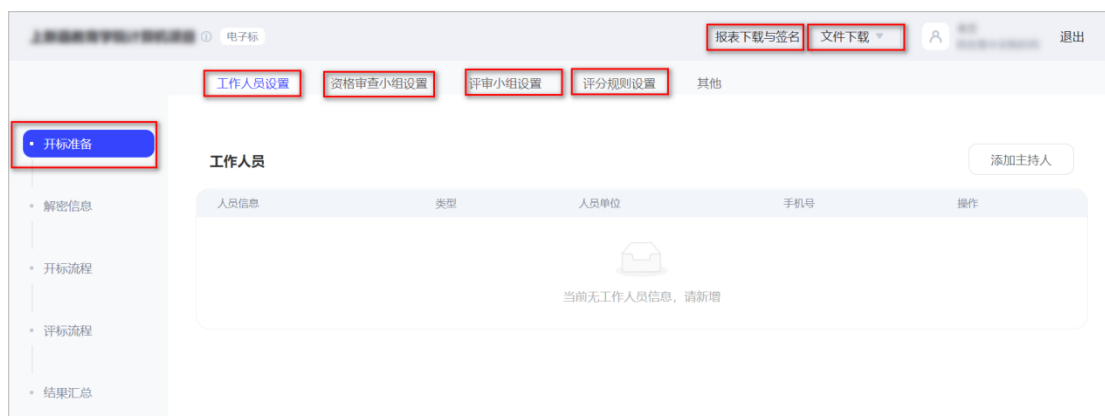 电子标 报表下载与签名 文件下载 退出
工作人员设置 资格审查小组设置 评审小组设置 评分规则设置 其他
开标准备
工作人员 添加主持人
解密信息 人员信息 类型 人员单位 手机号 操作
开标流程
当前无工作人员信息，请新增
评标流程
结果汇总